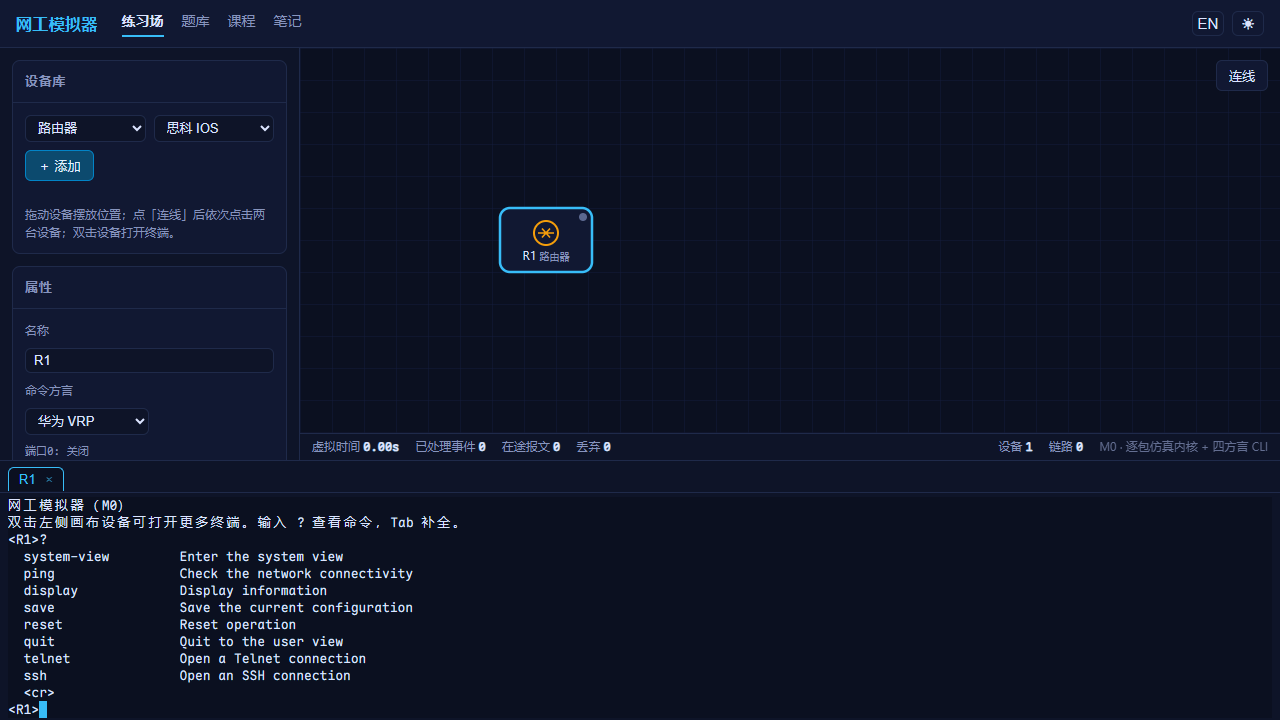 网工模拟器 练习场 题库 课程 笔记 EN
设备库
路由器 思科 IOS
+ 添加
拖动设备摆放位置；点「连线」后依次点击两
台设备；双击设备打开终端。
属性
名称
R1
命令方言
华为 VRP
端口0: 关闭
连线
R1 路由器
虚拟时间 0.00s 已处理事件 0 在途报文 0 丢弃 0 设备 1 链路 0 M0 · 逐包仿真内核 + 四方言 CLI
R1 ×
网工模拟器 (M0)
双击左侧画布设备可打开更多终端。输入 ? 查看命令, Tab 补全。
<R1>?
system-view Enter the system view
ping Check the network connectivity
display Display information
save Save the current configuration
reset Reset operation
quit Quit to the user view
telnet Open a Telnet connection
ssh Open an SSH connection
<cr>
<R1>